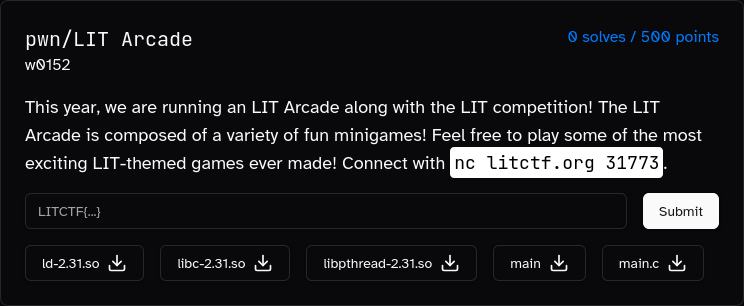 pwn/LIT Arcade
0 solves / 500 points
w0152
This year, we are running an LIT Arcade along with the LIT competition! The LIT
Arcade is composed of a variety of fun minigames! Feel free to play some of the most
exciting LIT-themed games ever made! Connect with nc litctf.org 31773.
LITCTF{...}
Submit
ld-2.31.so
libc-2.31.so
libpthread-2.31.so
main
main.c